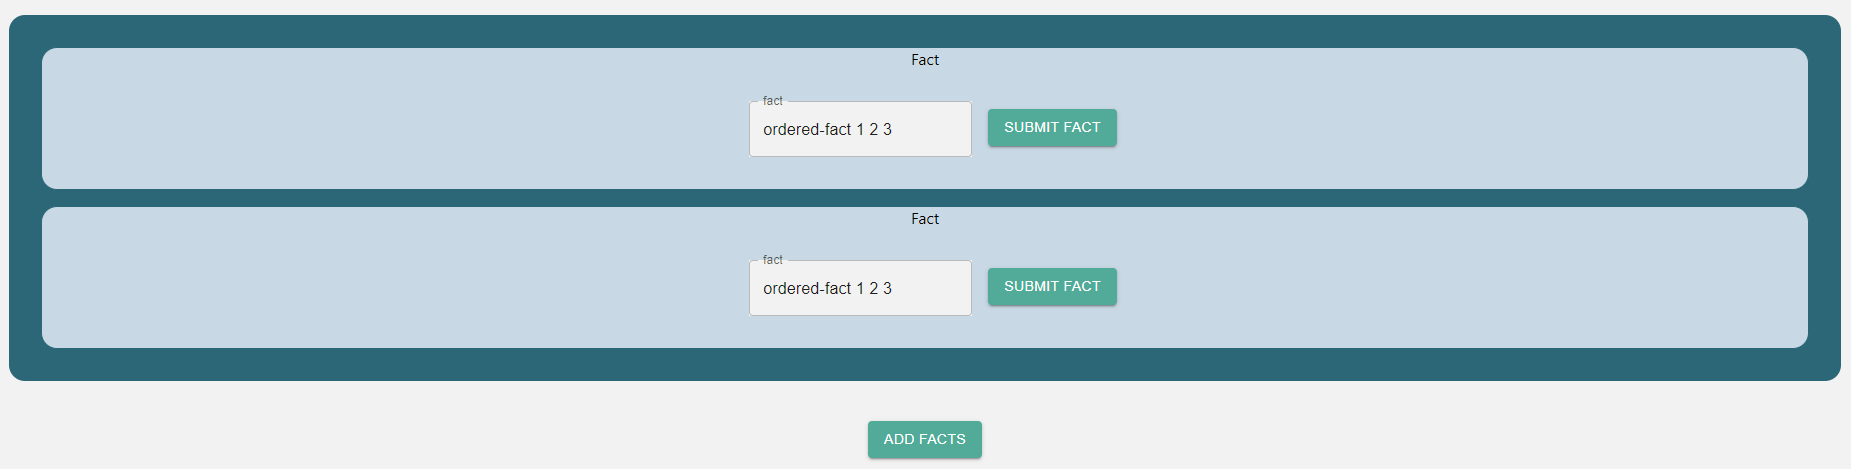 Fact
fact
ordered-fact 1 2 3
SUBMIT FACT
Fact
fact
ordered-fact 1 2 3
SUBMIT FACT
ADD FACTS